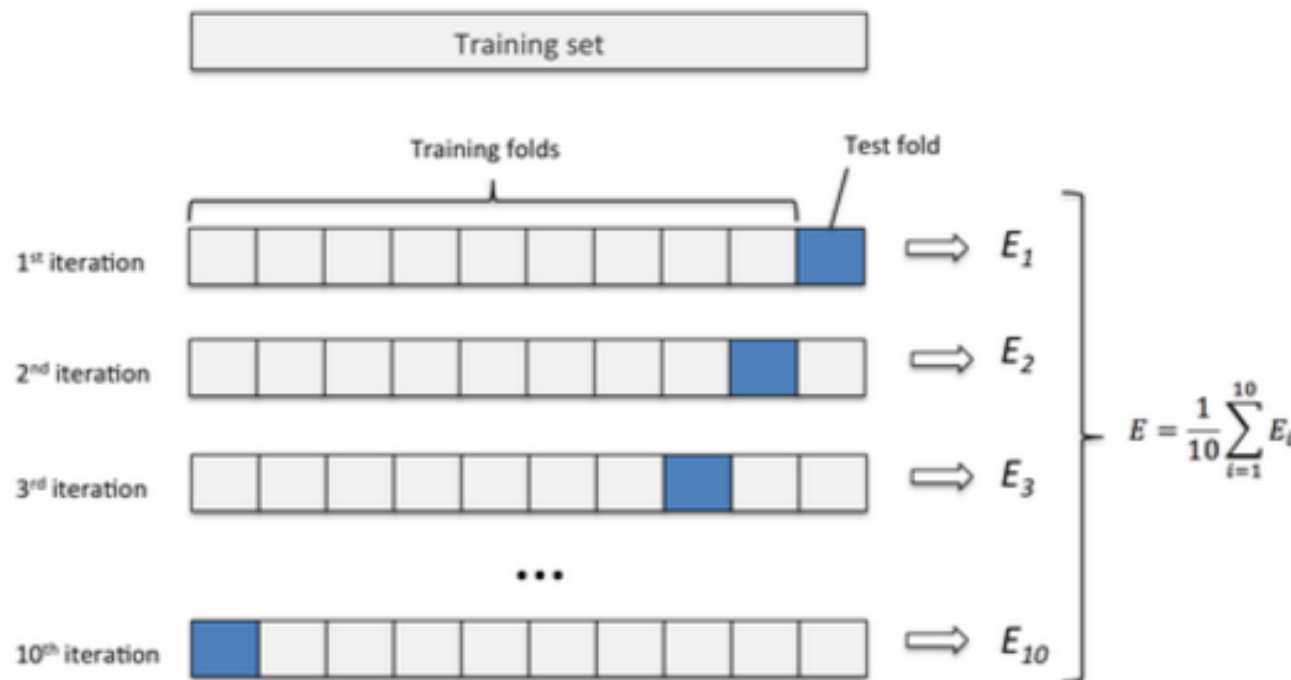 Training set
Training folds
Test fold
1st iteration
E1
2nd iteration
E2
3rd iteration
E3
E = 1/10 ∑ i=1 10 Ei
...
10th iteration
E10